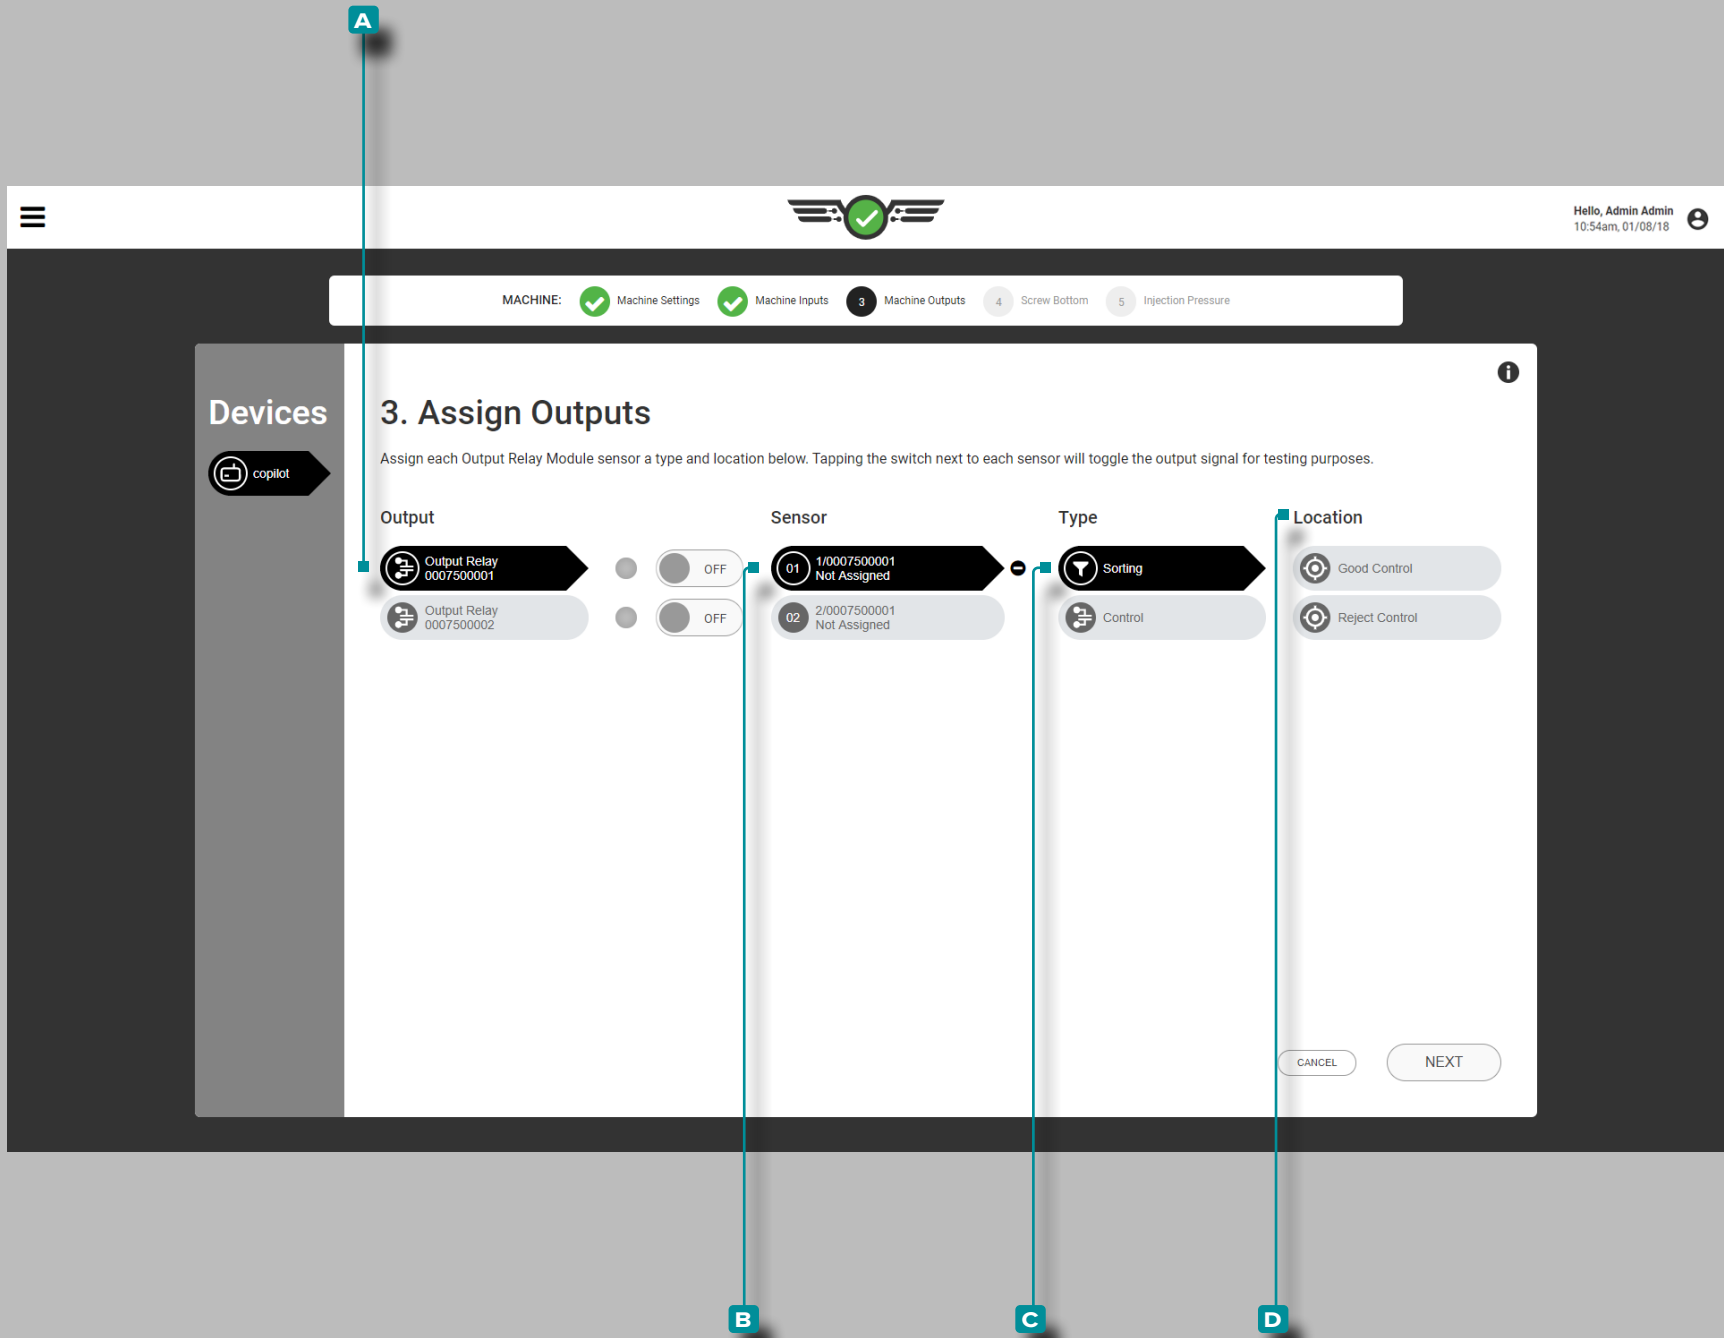 A
Hello, Admin Admin
10:54am, 01/08/18
MACHINE: Machine Settings Machine Inputs 3 Machine Outputs 4 Screw Bottom 5 Injection Pressure
Devices
copilot
3. Assign Outputs
Assign each Output Relay Module sensor a type and location below. Tapping the switch next to each sensor will toggle the output signal for testing purposes.
Output Sensor Type Location
Output Relay
0007500001
OFF
01 1/0007500001
Not Assigned
Sorting
Good Control
Output Relay
0007500002
OFF
02 2/0007500001
Not Assigned
Control
Reject Control
CANCEL NEXT
B C D